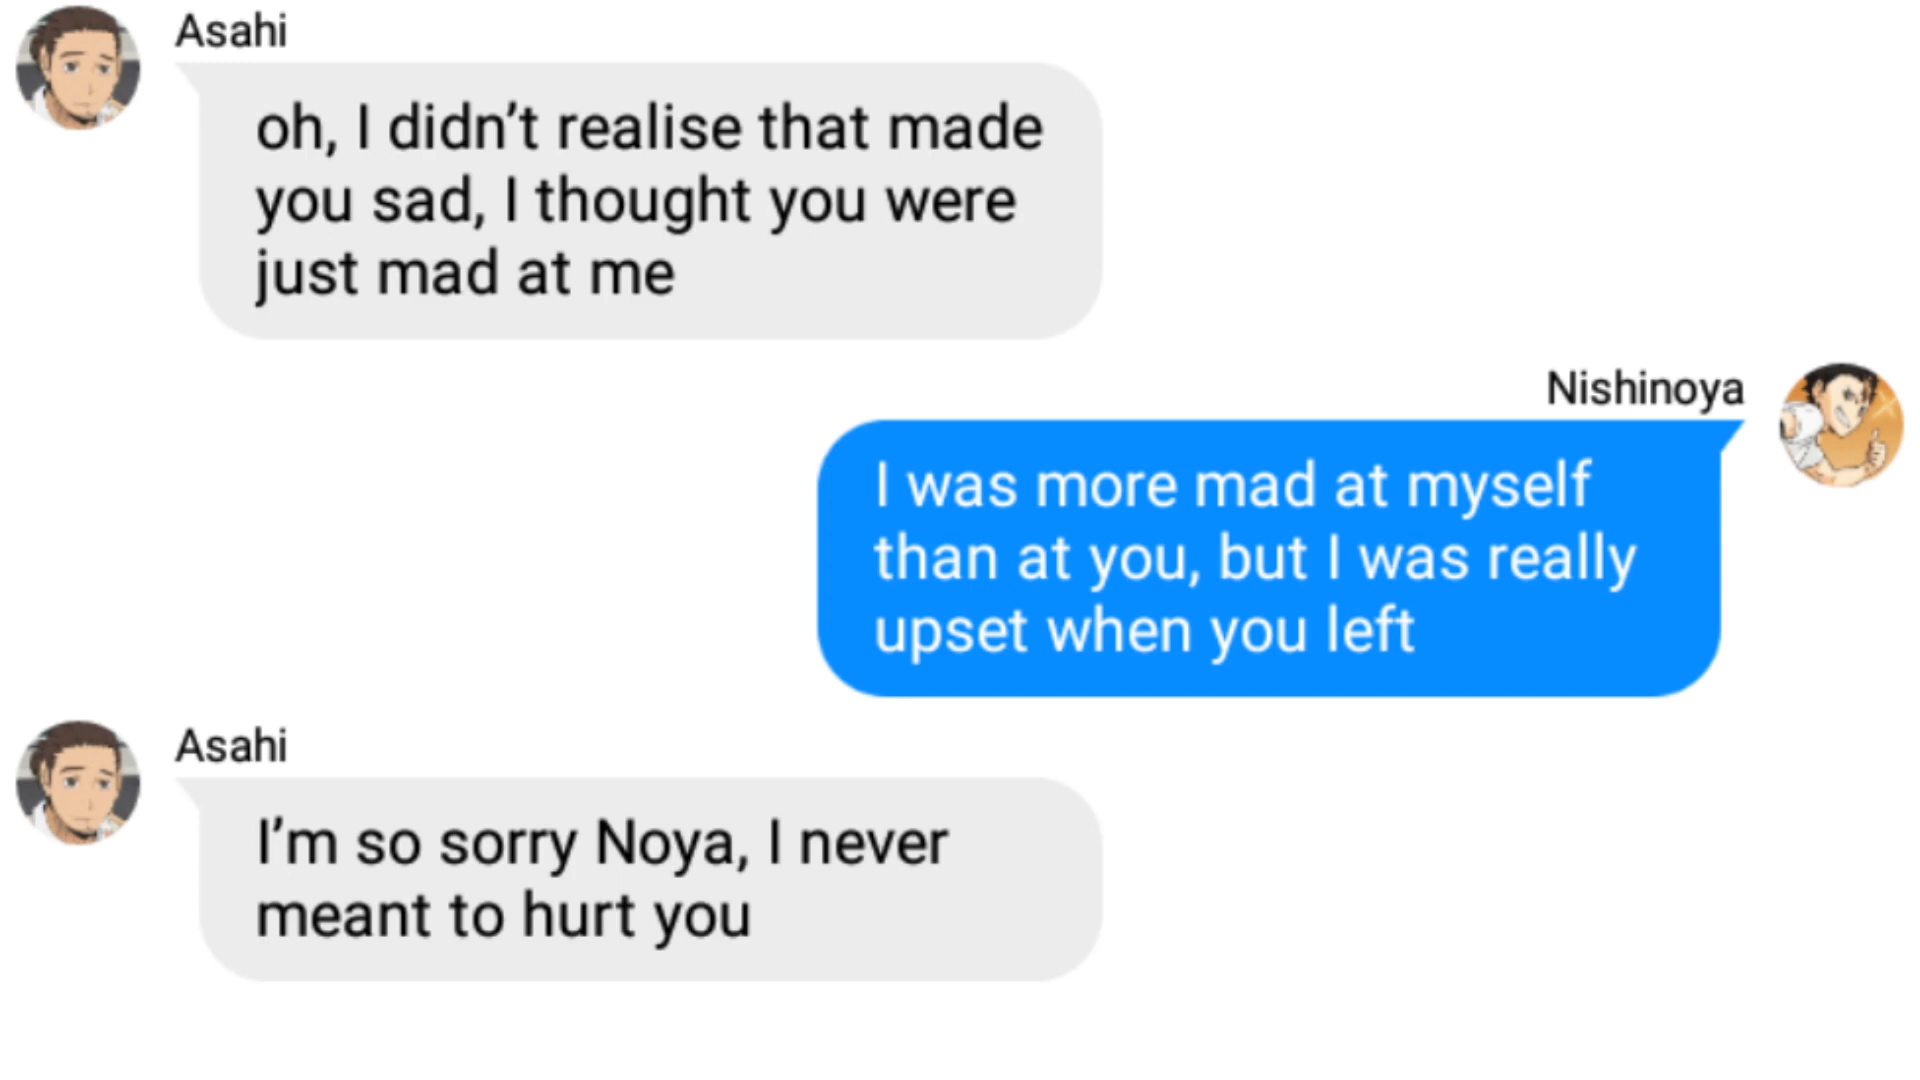 Asahi
oh, I didn’t realise that made
you sad, I thought you were
just mad at me
Nishinoya
I was more mad at myself
than at you, but I was really
upset when you left
Asahi
I’m so sorry Noya, I never
meant to hurt you